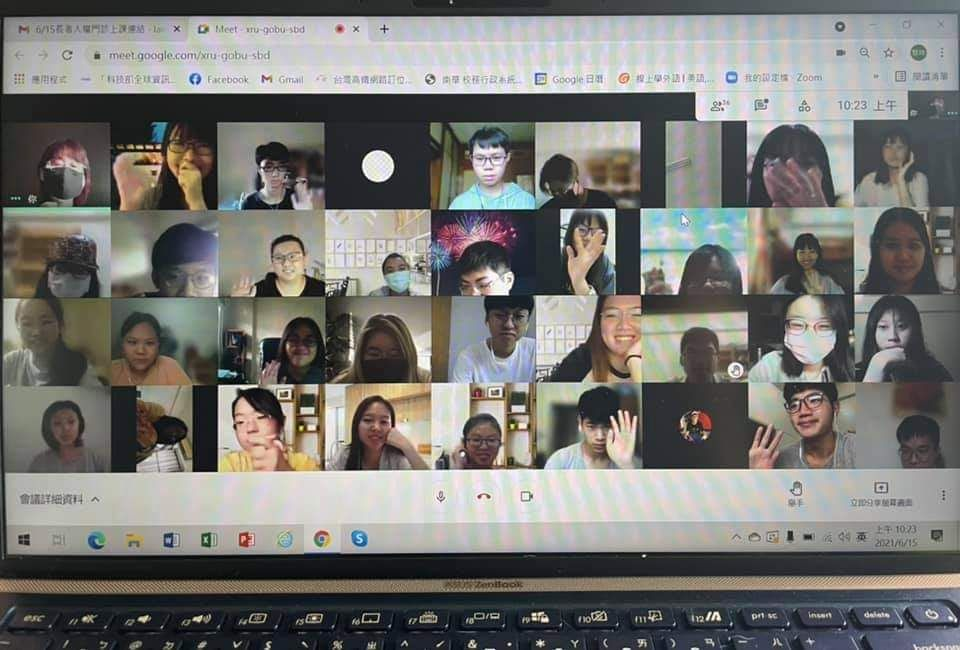 6/15長者人權門診上課連結 - lan
Meet - xru-gobu-sbd
meet.google.com/xru-gobu-sbd
應用程式
「科技部全球資訊...
Facebook
Gmail
台灣高鐵網路訂位...
南華 校務行政系統...
Google 日曆
線上學外語 | 英語,...
我的設定檔 - Zoom
»
閱讀清單
36
10:23 上午
你
你
會議詳細資料
舉手
立即分享螢幕畫面
英
上午 10:23
2021/6/15
ASUS ZenBook
esc
f1
f2
f3
f4
f5
f6
f7
f8
f9
f10
f11
f12
prt sc
insert
delete
backspace